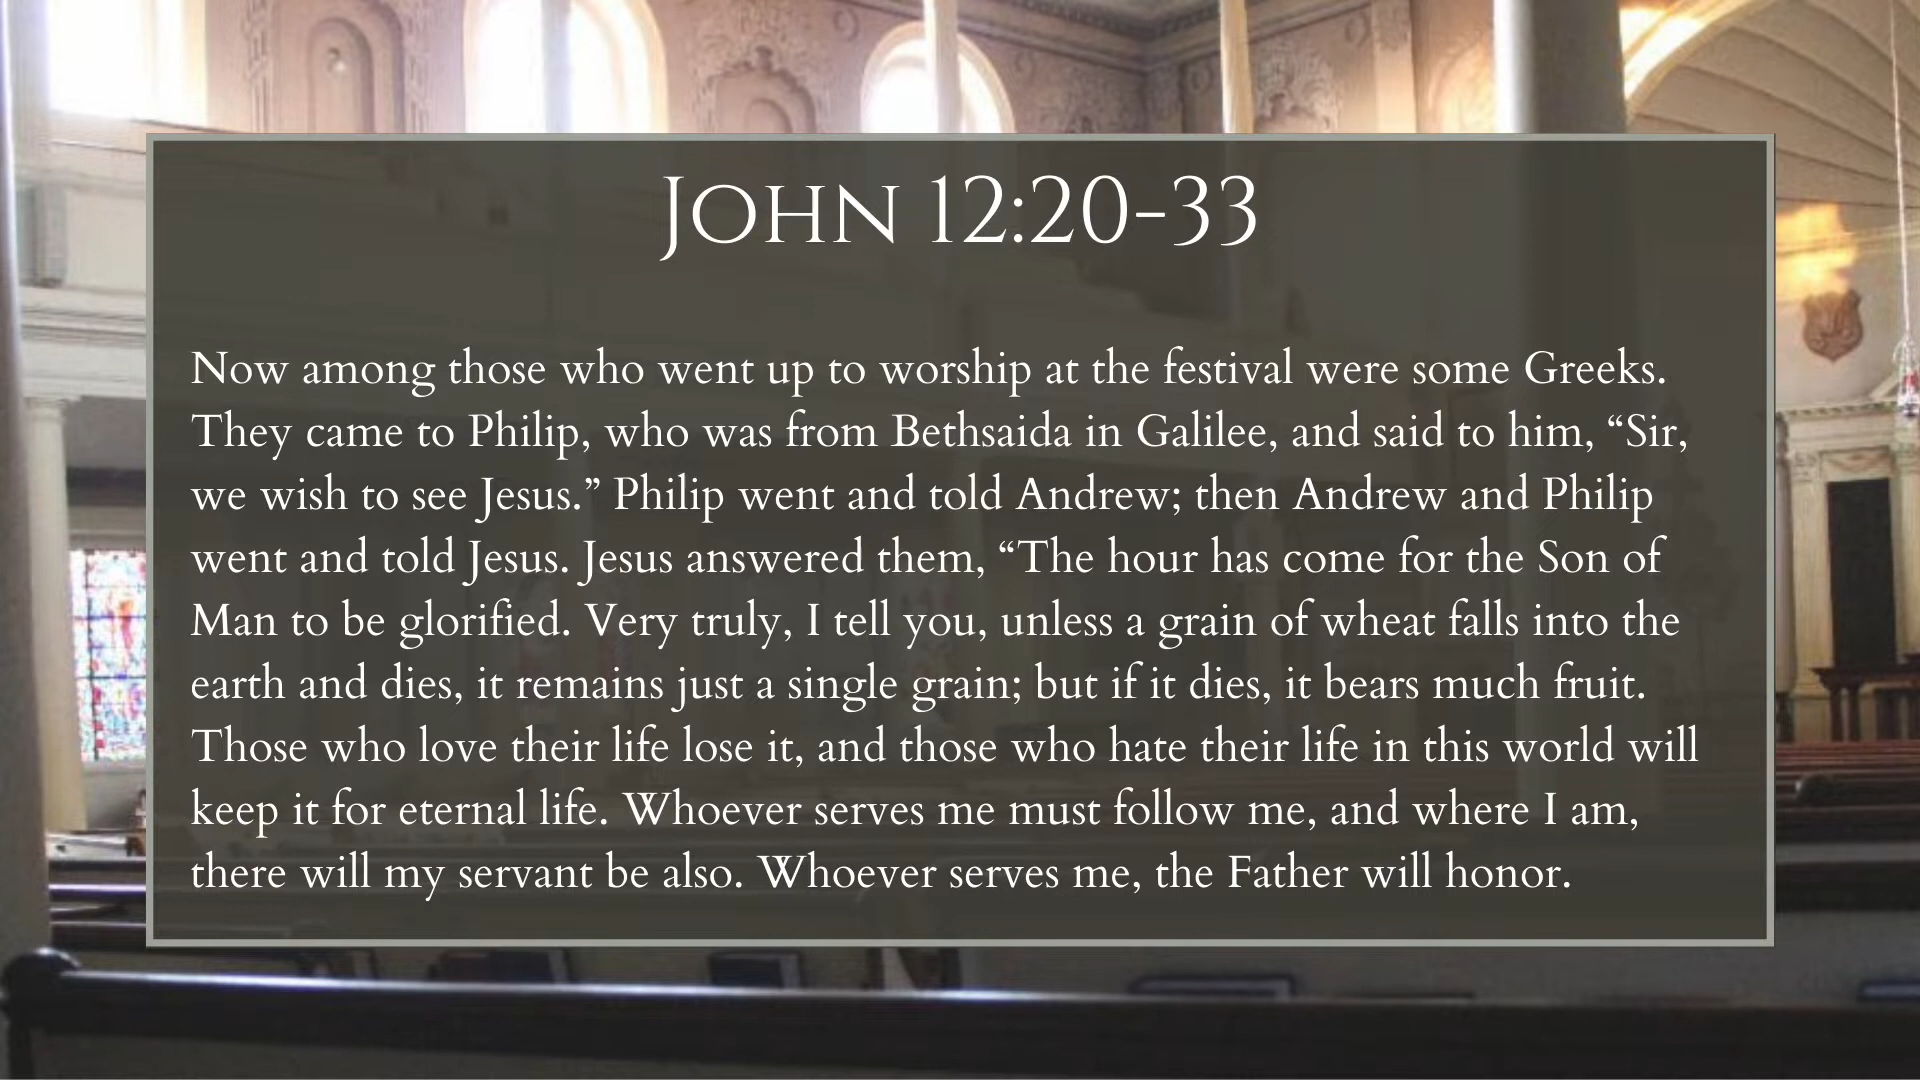 John 12:20-33
Now among those who went up to worship at the festival were some Greeks.
They came to Philip, who was from Bethsaida in Galilee, and said to him, “Sir,
we wish to see Jesus.” Philip went and told Andrew; then Andrew and Philip
went and told Jesus. Jesus answered them, “The hour has come for the Son of
Man to be glorified. Very truly, I tell you, unless a grain of wheat falls into the
earth and dies, it remains just a single grain; but if it dies, it bears much fruit.
Those who love their life lose it, and those who hate their life in this world will
keep it for eternal life. Whoever serves me must follow me, and where I am,
there will my servant be also. Whoever serves me, the Father will honor.